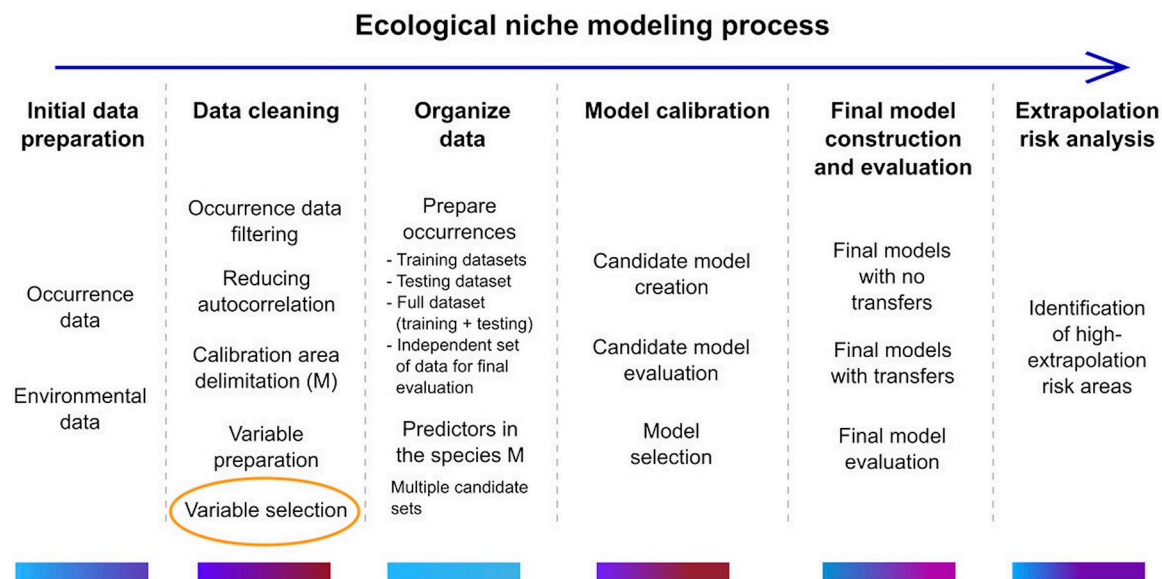 Ecological niche modeling process
Initial data
preparation
Occurrence
data
Environmental
data
Data cleaning
Occurrence data
filtering
Reducing
autocorrelation
Calibration area
delimitation (M)
Variable
preparation
Variable selection
Organize
data
Prepare
occurrences
- Training datasets
- Testing dataset
- Full dataset
(training + testing)
- Independent set
of data for final
evaluation
Predictors in
the species M
Multiple candidate
sets
Model calibration
Candidate model
creation
Candidate model
evaluation
Model
selection
Final model
construction
and evaluation
Final models
with no
transfers
Final models
with transfers
Final model
evaluation
Extrapolation
risk analysis
Identification
of high-
extrapolation
risk areas